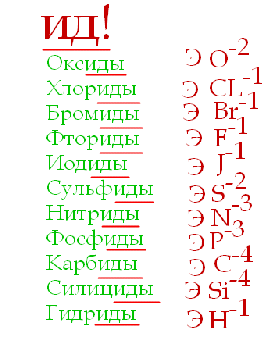 ИД!
Оксиды Э O-2
Хлориды Э CL-1
Бромиды Э Br-1
Фториды Э F-1
Иодиды Э J-1
Сульфиды Э S-2
Нитриды Э N-3
Фосфиды Э P-3
Карбиды Э C-4
Силициды Э Si-4
Гидриды Э H-1